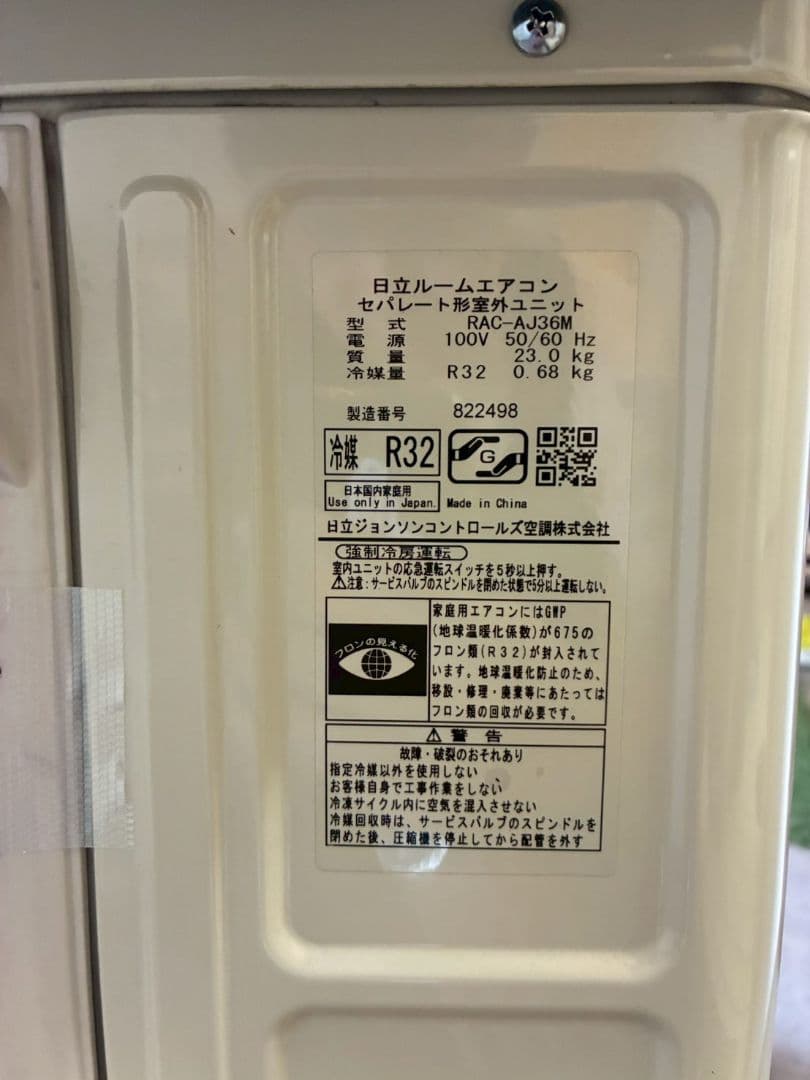 日立ルームエアコン
セパレート形室外ユニット
型 式 RAC-AJ36M
電 源 100V 50/60 Hz
質 量 23.0 kg
冷媒量 R32 0.68 kg
製造番号 822498
冷媒 R32
G
日本国内家庭用
Use only in Japan.
Made in China
日立ジョンソンコントロールズ空調株式会社
強制冷房運転
室内ユニットの応急運転スイッチを5秒以上押す。
⚠注意:サービスバルブのスピンドルを閉めた状態で5分以上運転しない。
フロンの見える化
家庭用エアコンにはGWP
(地球温暖化係数)が675の
フロン類(R32)が封入されて
います。地球温暖化防止のため、
移設・修理・廃棄等にあたっては
フロン類の回収が必要です。
⚠ 警 告
故障・破裂のおそれあり
指定冷媒以外を使用しない
お客様自身で工事作業をしない
冷凍サイクル内に空気を混入させない
冷媒回収時は、サービスバルブのスピンドルを
閉めた後、圧縮機を停止してから配管を外す